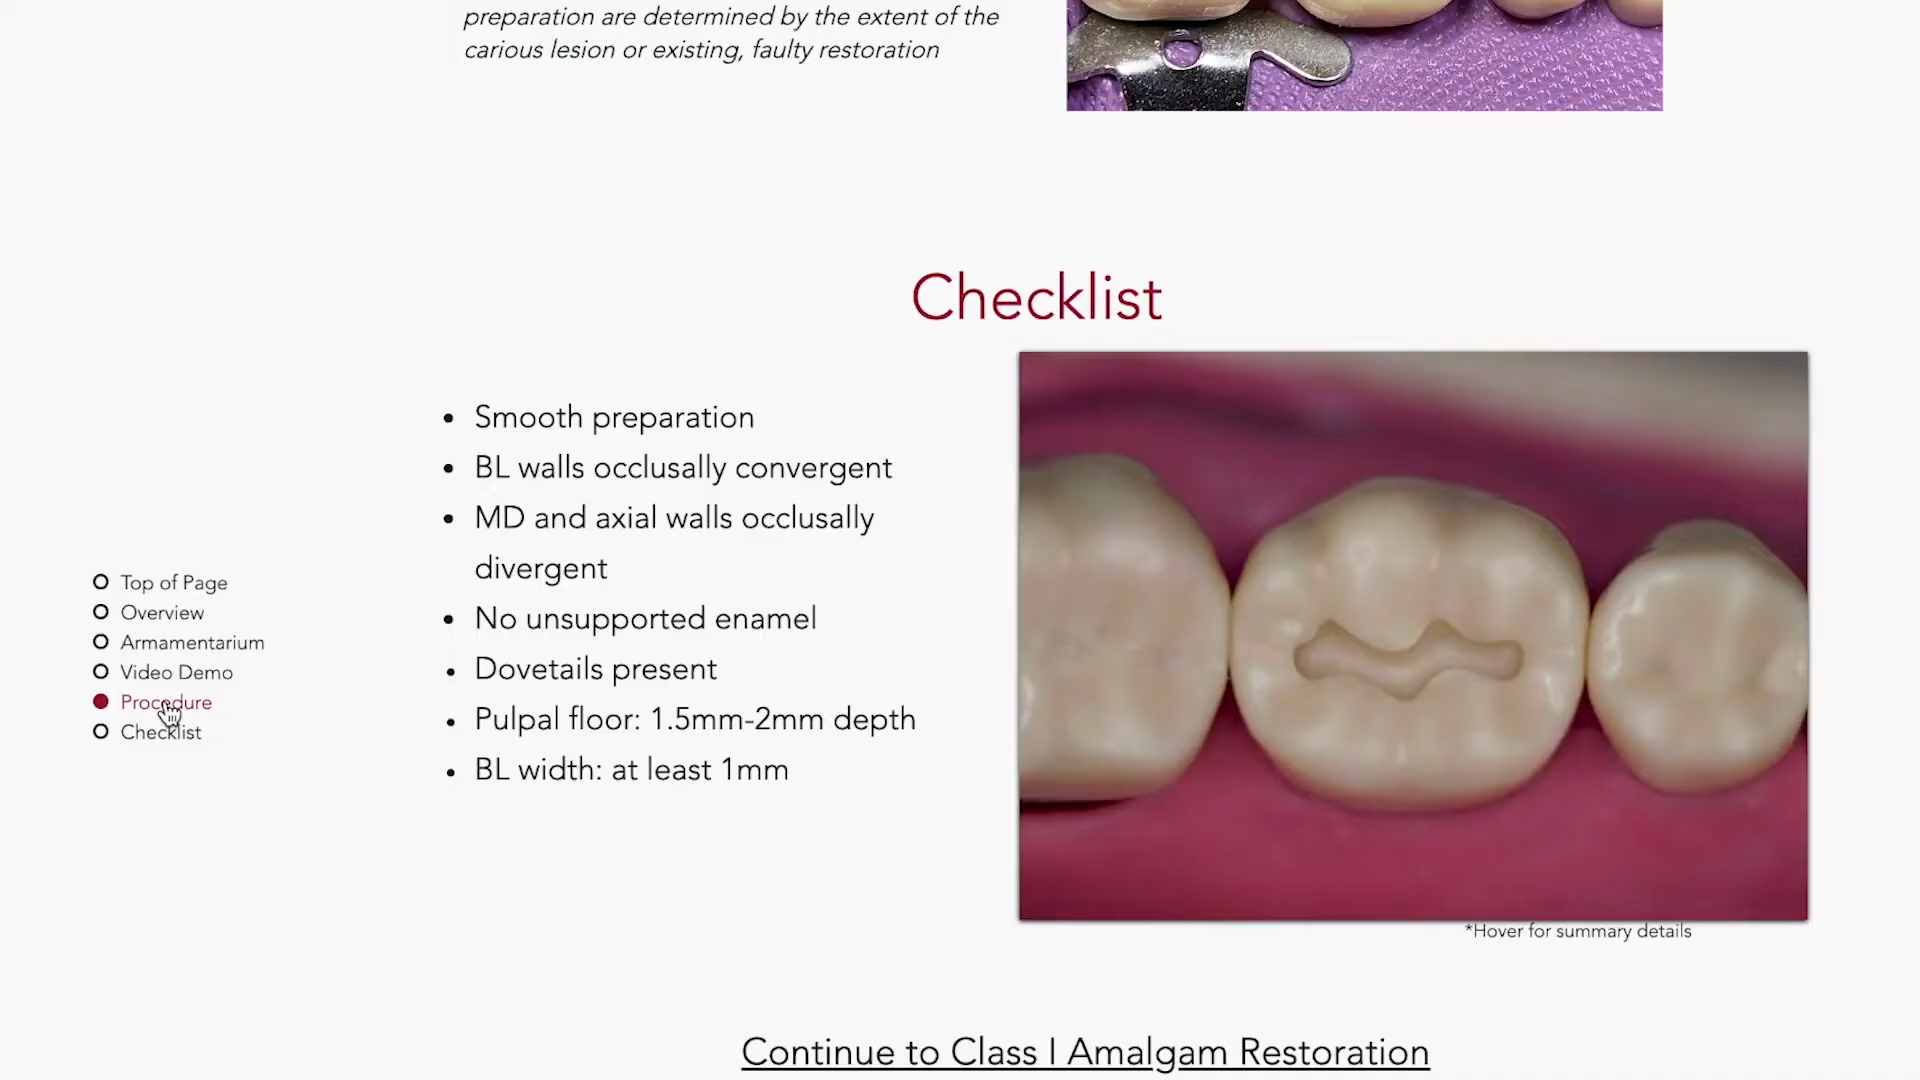 preparation are determined by the extent of the
carious lesion or existing, faulty restoration
Checklist
• Smooth preparation
• BL walls occlusally convergent
• MD and axial walls occlusally
divergent
• No unsupported enamel
• Dovetails present
• Pulpal floor: 1.5mm-2mm depth
• BL width: at least 1mm
Top of Page
Overview
Armamentarium
Video Demo
Procedure
Checklist
*Hover for summary details
Continue to Class I Amalgam Restoration